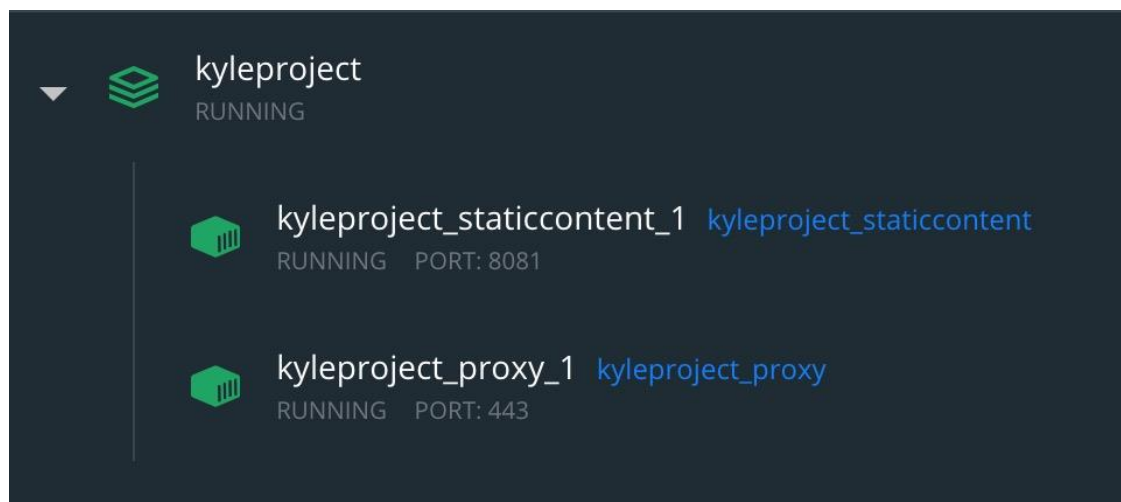 kyleproject
RUNNING
kyleproject_staticcontent_1 kyleproject_staticcontent
RUNNING PORT: 8081
kyleproject_proxy_1 kyleproject_proxy
RUNNING PORT: 443